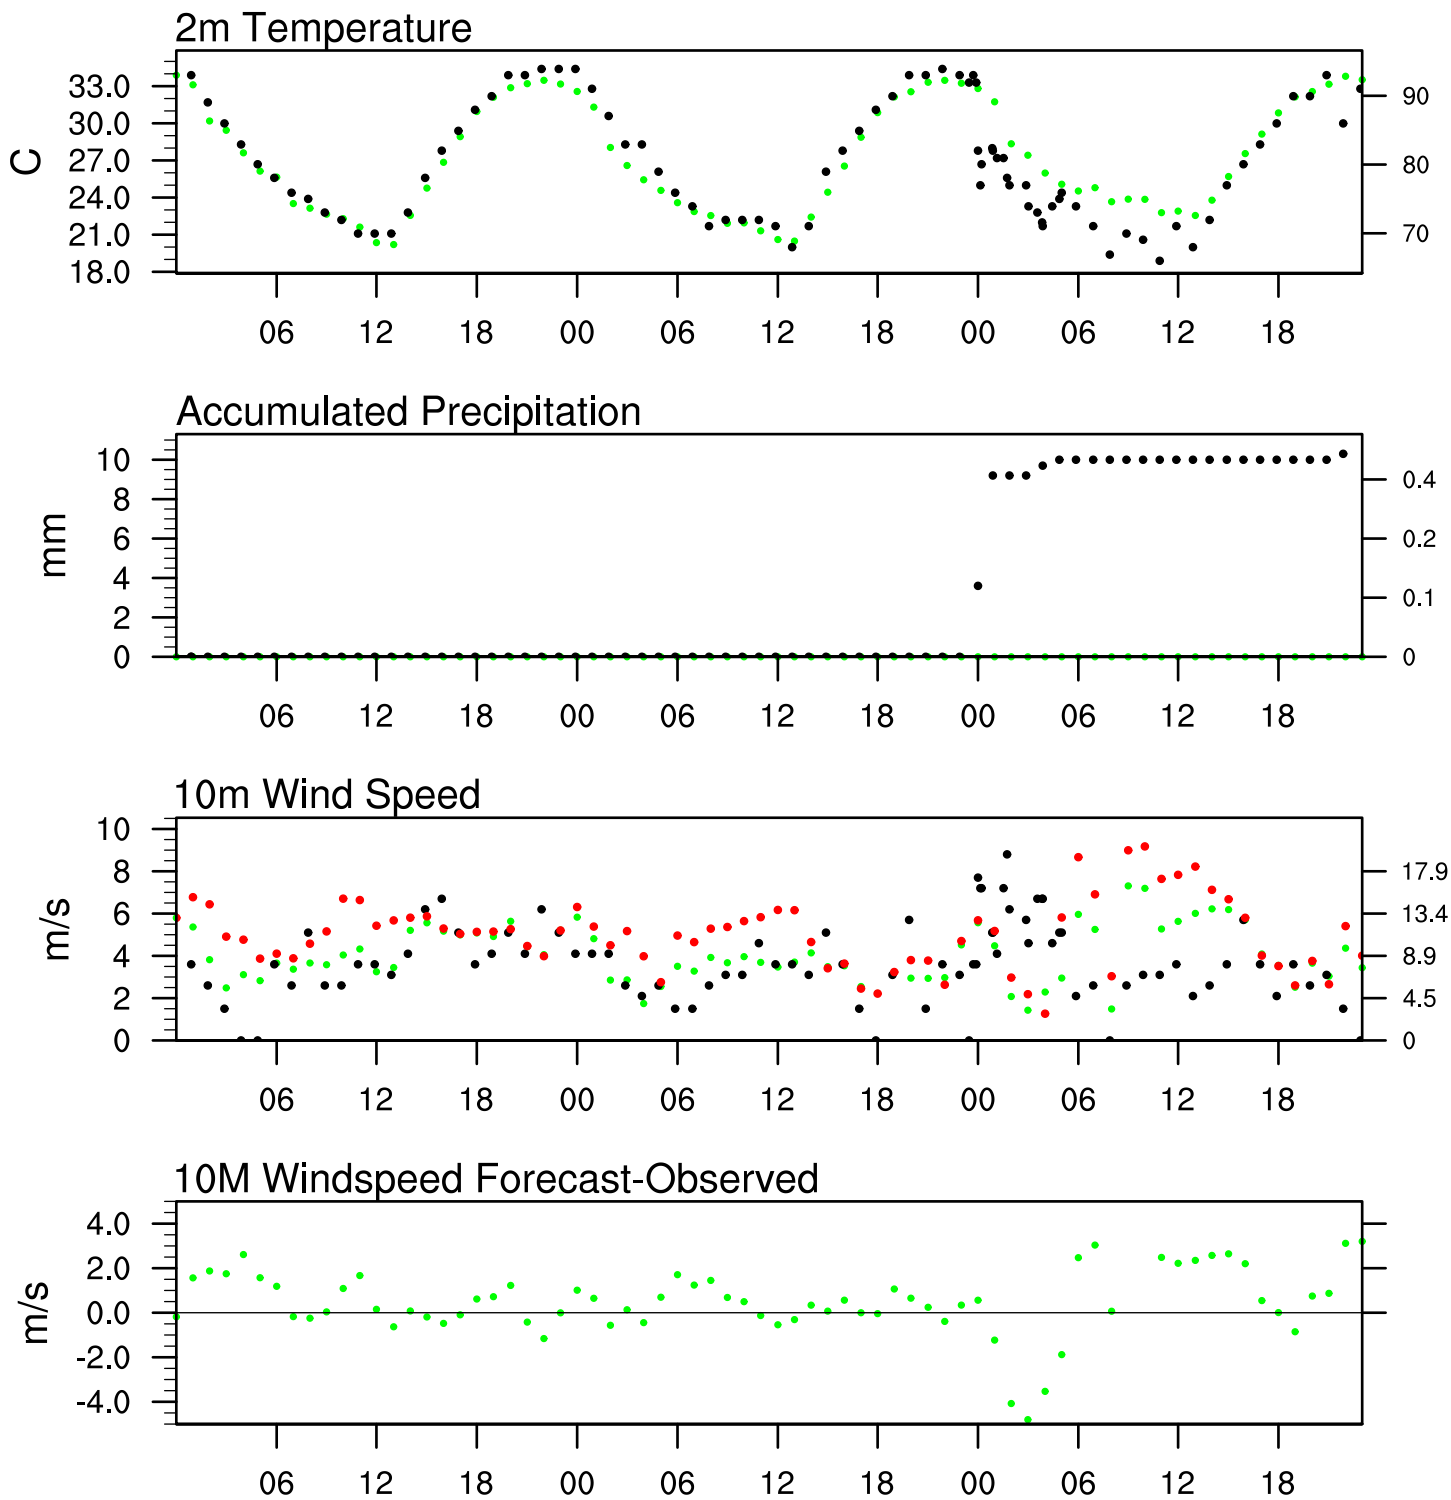 2m Temperature
33.0
30.0
27.0
24.0
21.0
18.0
C
90
80
70
06 12 18 00 06 12 18 00 06 12 18
Accumulated Precipitation
10
8
6
4
2
0
mm
0.4
0.2
0.1
0
06 12 18 00 06 12 18 00 06 12 18
10m Wind Speed
10
8
6
4
2
0
m/s
17.9
13.4
8.9
4.5
0
06 12 18 00 06 12 18 00 06 12 18
10M Windspeed Forecast-Observed
4.0
2.0
0.0
-2.0
-4.0
m/s
06 12 18 00 06 12 18 00 06 12 18